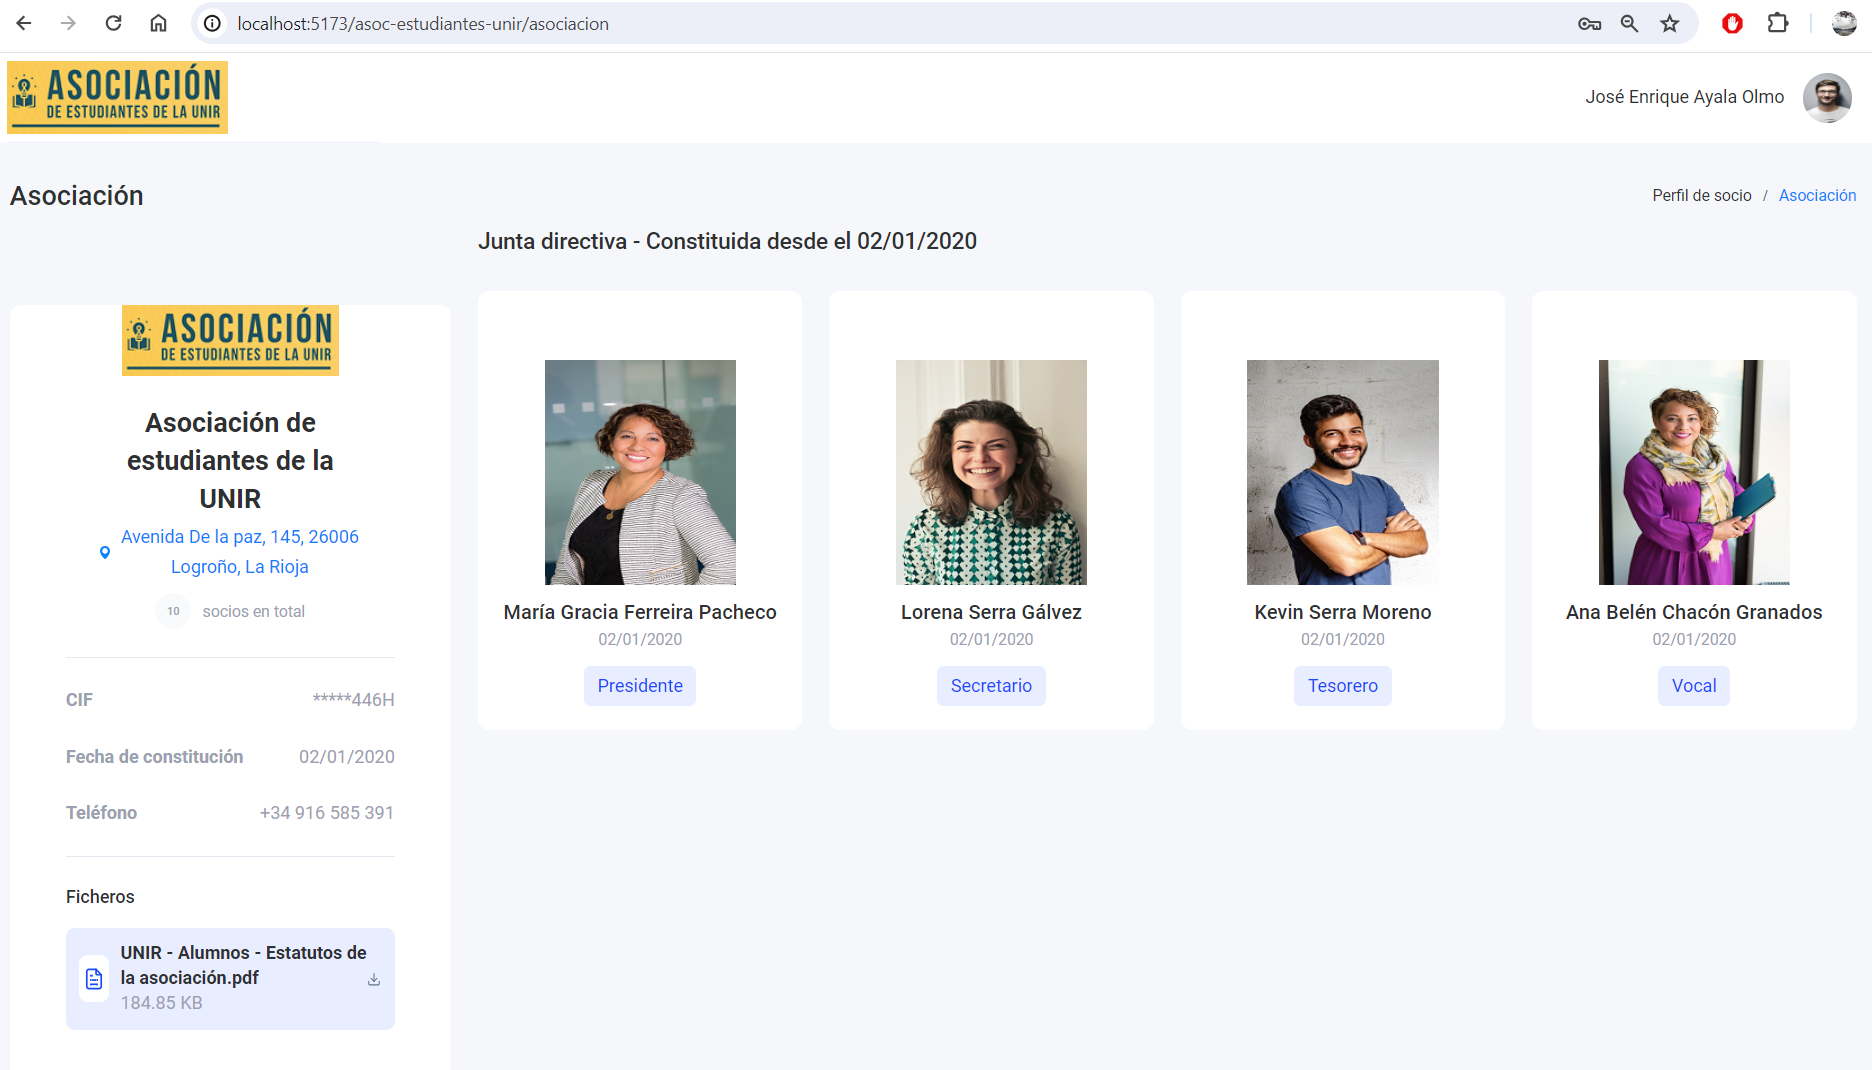 localhost:5173/asoc-estudiantes-unir/asociacion
ASOCIACIÓN
DE ESTUDIANTES DE LA UNIR
José Enrique Ayala Olmo
Asociación
Perfil de socio / Asociación
Junta directiva - Constituida desde el 02/01/2020
ASOCIACIÓN
DE ESTUDIANTES DE LA UNIR
Asociación de
estudiantes de la
UNIR
Avenida De la paz, 145, 26006
Logroño, La Rioja
10 socios en total
CIF *****446H
Fecha de constitución 02/01/2020
Teléfono +34 916 585 391
Ficheros
UNIR - Alumnos - Estatutos de
la asociación.pdf
184.85 KB
María Gracia Ferreira Pacheco
02/01/2020
Presidente
Lorena Serra Gálvez
02/01/2020
Secretario
Kevin Serra Moreno
02/01/2020
Tesorero
Ana Belén Chacón Granados
02/01/2020
Vocal